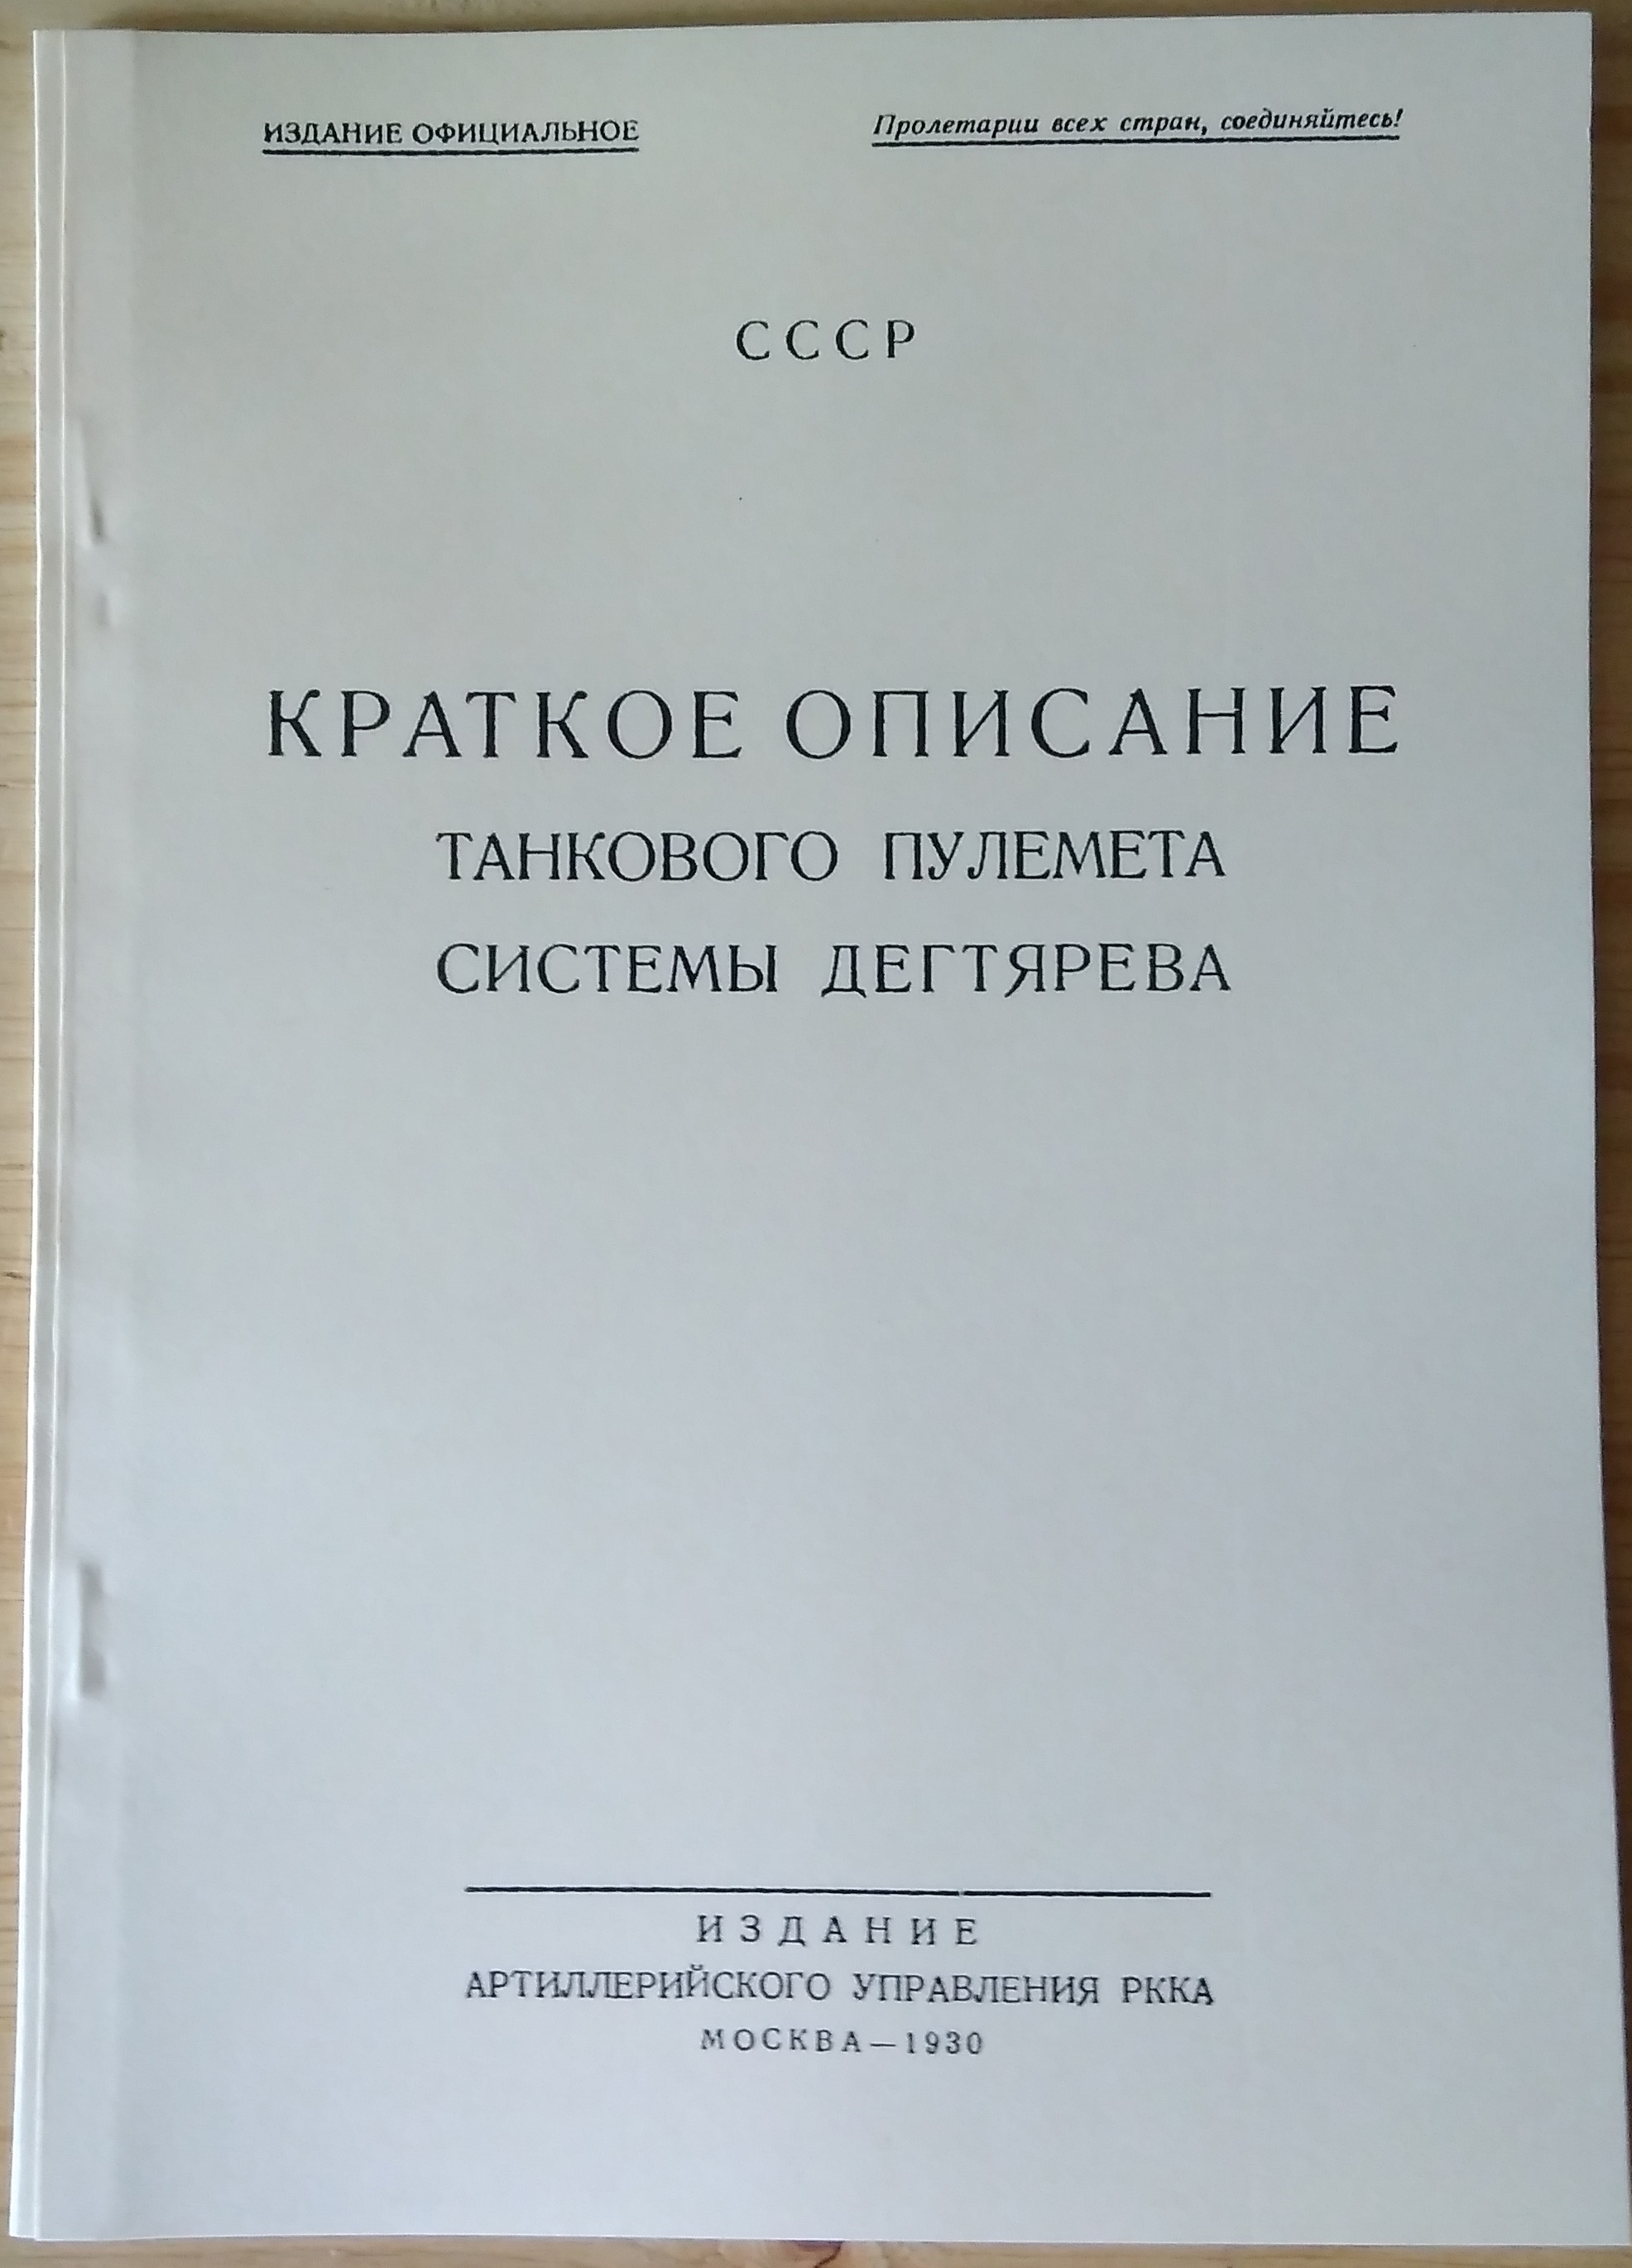 ИЗДАНИЕ ОФИЦИАЛЬНОЕ
Пролетарии всех стран, соединяйтесь!
СССР
КРАТКОЕ ОПИСАНИЕ
ТАНКОВОГО ПУЛЕМЕТА
СИСТЕМЫ ДЕГТЯРЕВА
ИЗДАНИЕ
АРТИЛЛЕРИЙСКОГО УПРАВЛЕНИЯ РККА
МОСКВА—1930